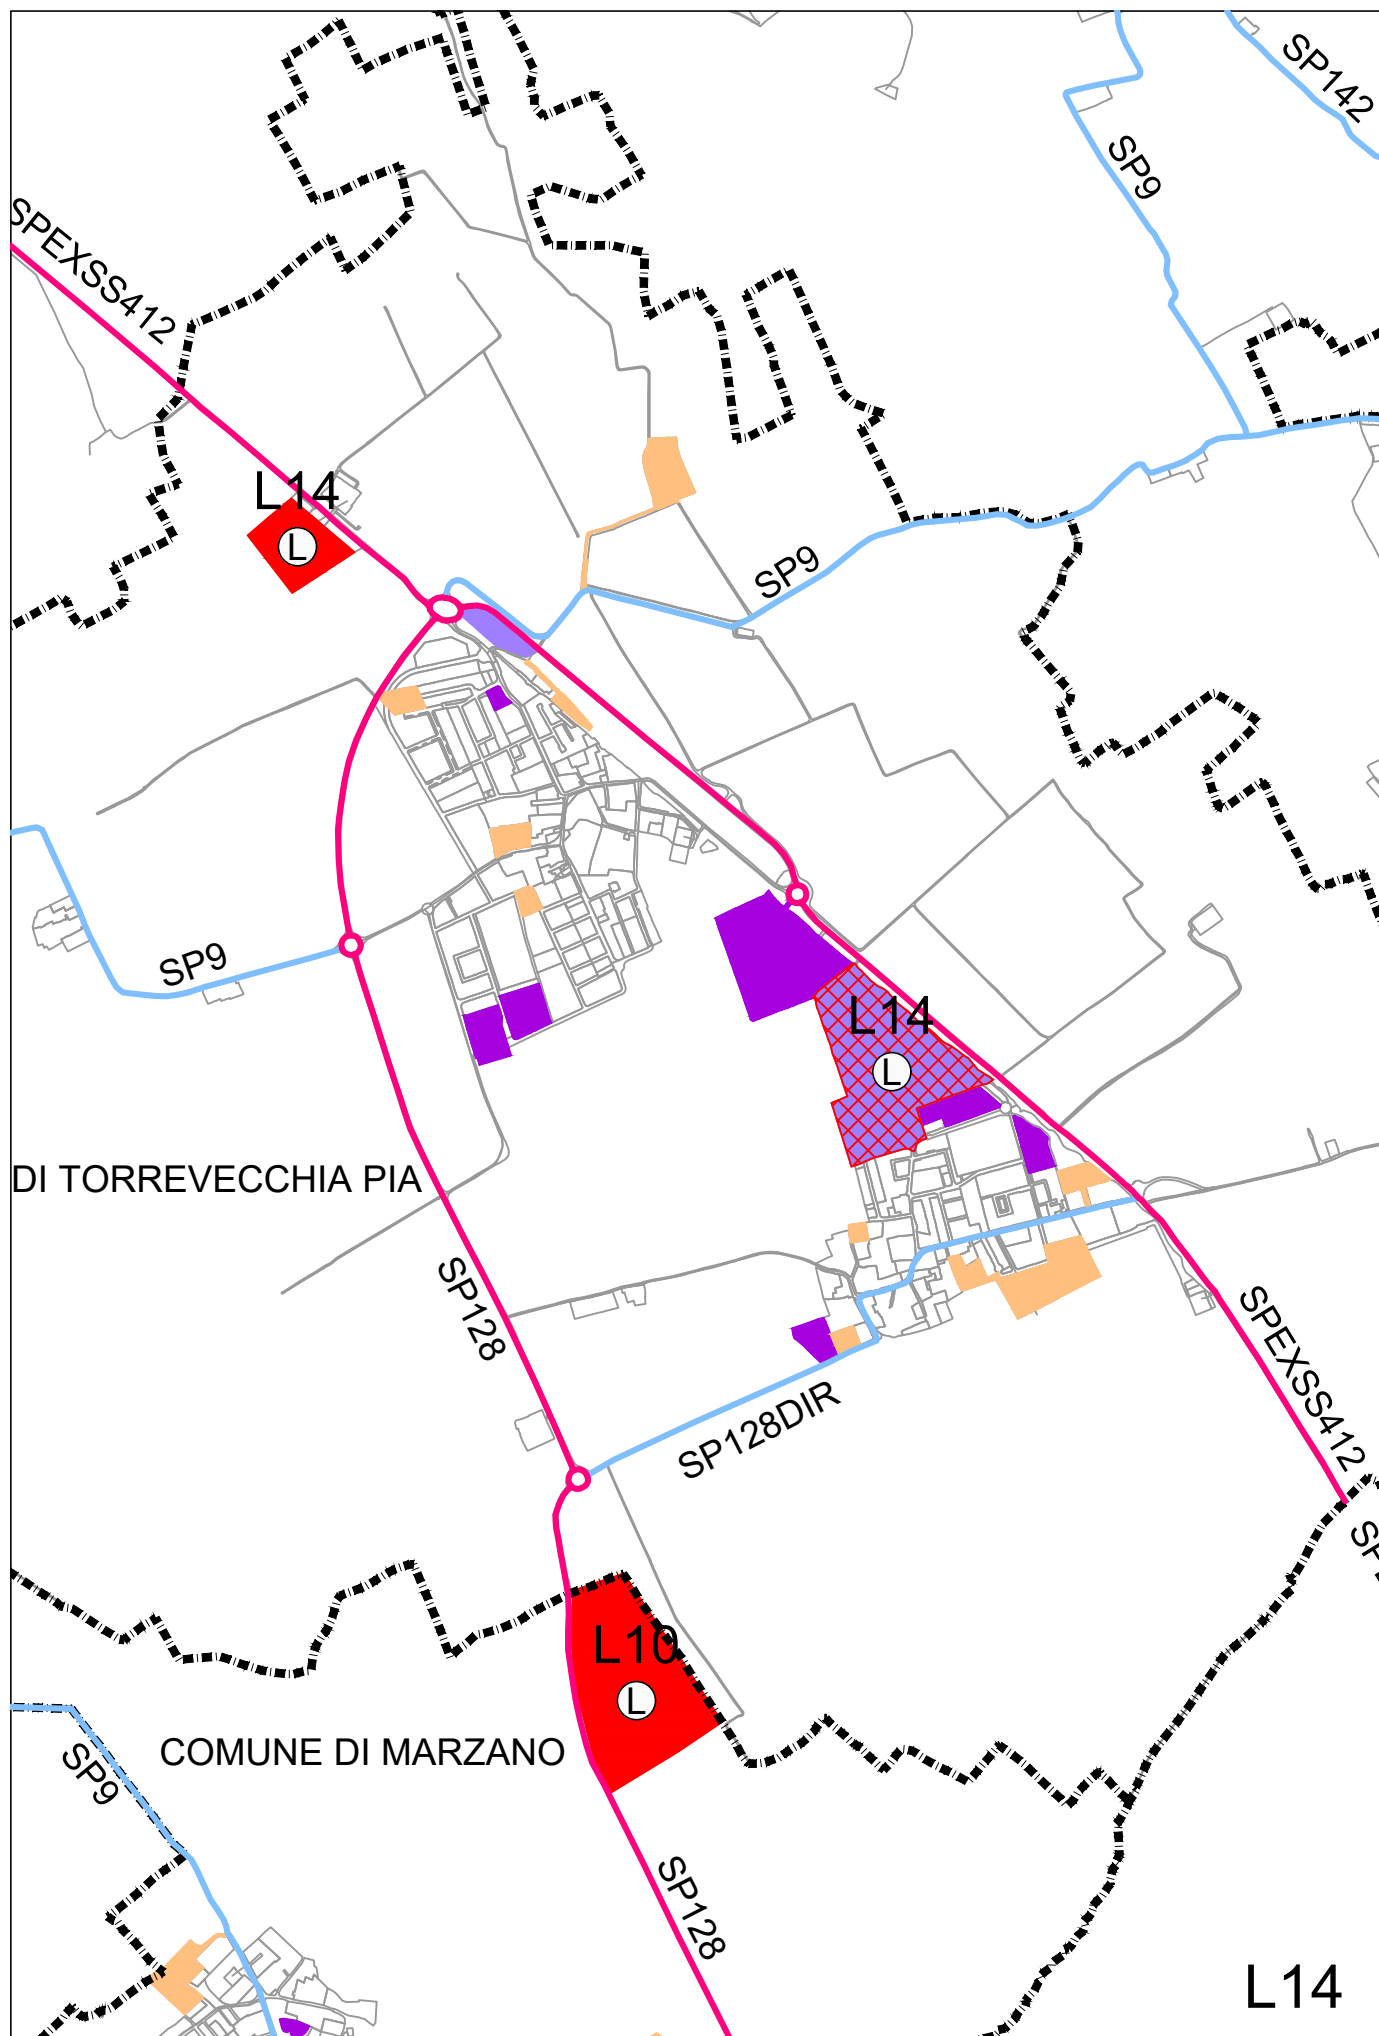 SP142
SP9
SPEXSS412
L14
L
SP9
SP9
L14
L
DI TORREVECCHIA PIA
SP128
SPEXSS412
SP128DIR
L10
L
COMUNE DI MARZANO
SP9
SP128
L14